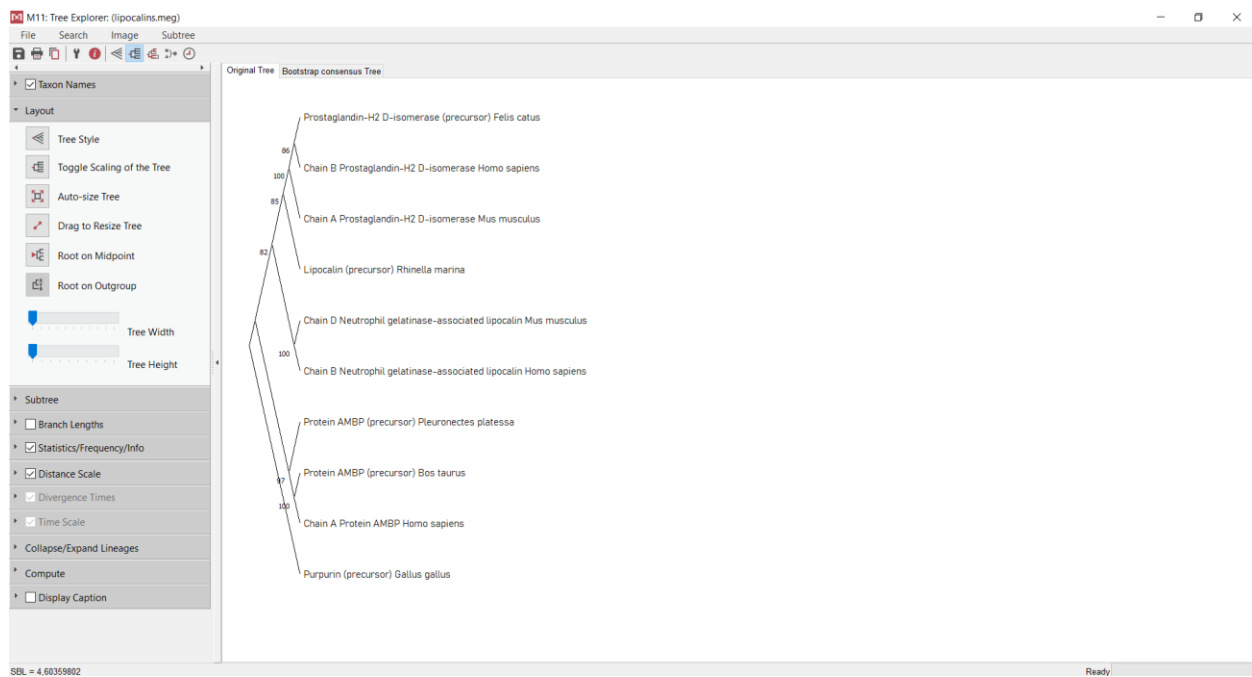 M11: Tree Explorer: (lipocalins.meg)
File Search Image Subtree
Taxon Names
Layout
Tree Style
Toggle Scaling of the Tree
Auto-size Tree
Drag to Resize Tree
Root on Midpoint
Root on Outgroup
Tree Width
Tree Height
Subtree
Branch Lengths
Statistics/Frequency/Info
Distance Scale
Divergence Times
Time Scale
Collapse/Expand Lineages
Compute
Display Caption
SBL = 4,60359802
Original Tree Bootstrap consensus Tree
Prostaglandin-H2 D-isomerase (precursor) Felis catus
86
Chain B Prostaglandin-H2 D-isomerase Homo sapiens
100
85
Chain A Prostaglandin-H2 D-isomerase Mus musculus
82
Lipocalin (precursor) Rhinella marina
Chain D Neutrophil gelatinase-associated lipocalin Mus musculus
100
Chain B Neutrophil gelatinase-associated lipocalin Homo sapiens
Protein AMBP (precursor) Pleuronectes platessa
Protein AMBP (precursor) Bos taurus
97
100
Chain A Protein AMBP Homo sapiens
Purpurin (precursor) Gallus gallus
Ready